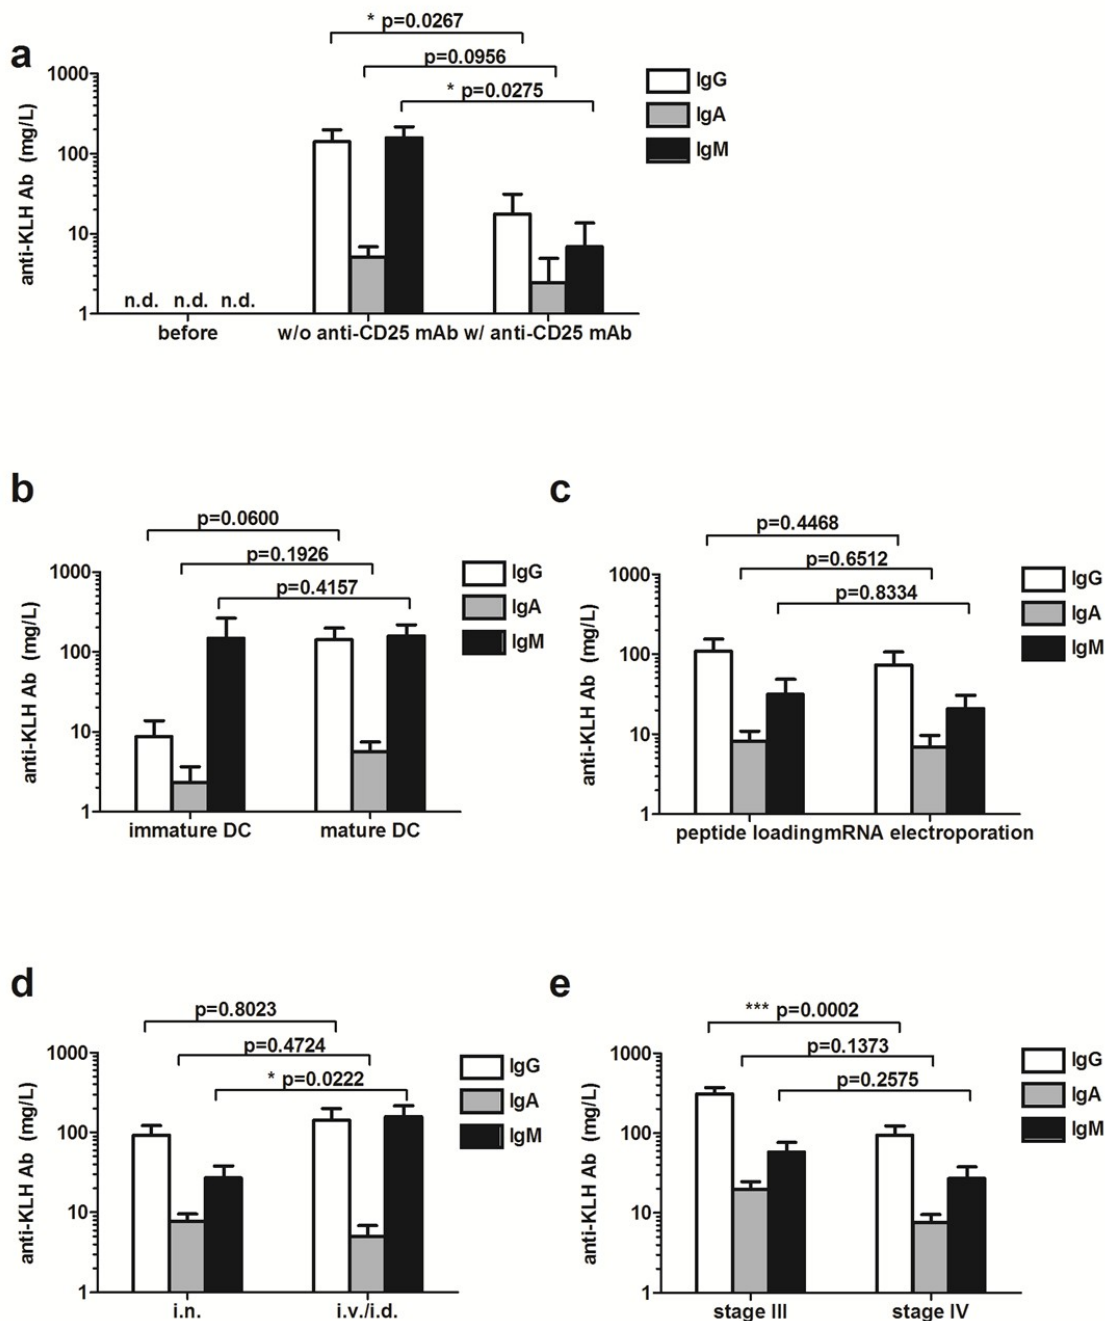 * p=0.0267
a
p=0.0956
* p=0.0275
1000
100
10
1
anti-KLH Ab (mg/L)
IgG
IgA
IgM
n.d. n.d. n.d.
before w/o anti-CD25 mAb w/ anti-CD25 mAb
b
p=0.0600
p=0.1926
p=0.4157
1000
100
10
1
anti-KLH Ab (mg/L)
IgG
IgA
IgM
immature DC mature DC
c
p=0.4468
p=0.6512
p=0.8334
1000
100
10
1
anti-KLH Ab (mg/L)
IgG
IgA
IgM
peptide loadingmRNA electroporation
d
p=0.8023
p=0.4724
* p=0.0222
1000
100
10
1
anti-KLH Ab (mg/L)
IgG
IgA
IgM
i.n. i.v./i.d.
e
*** p=0.0002
p=0.1373
p=0.2575
1000
100
10
1
anti-KLH Ab (mg/L)
IgG
IgA
IgM
stage III stage IV